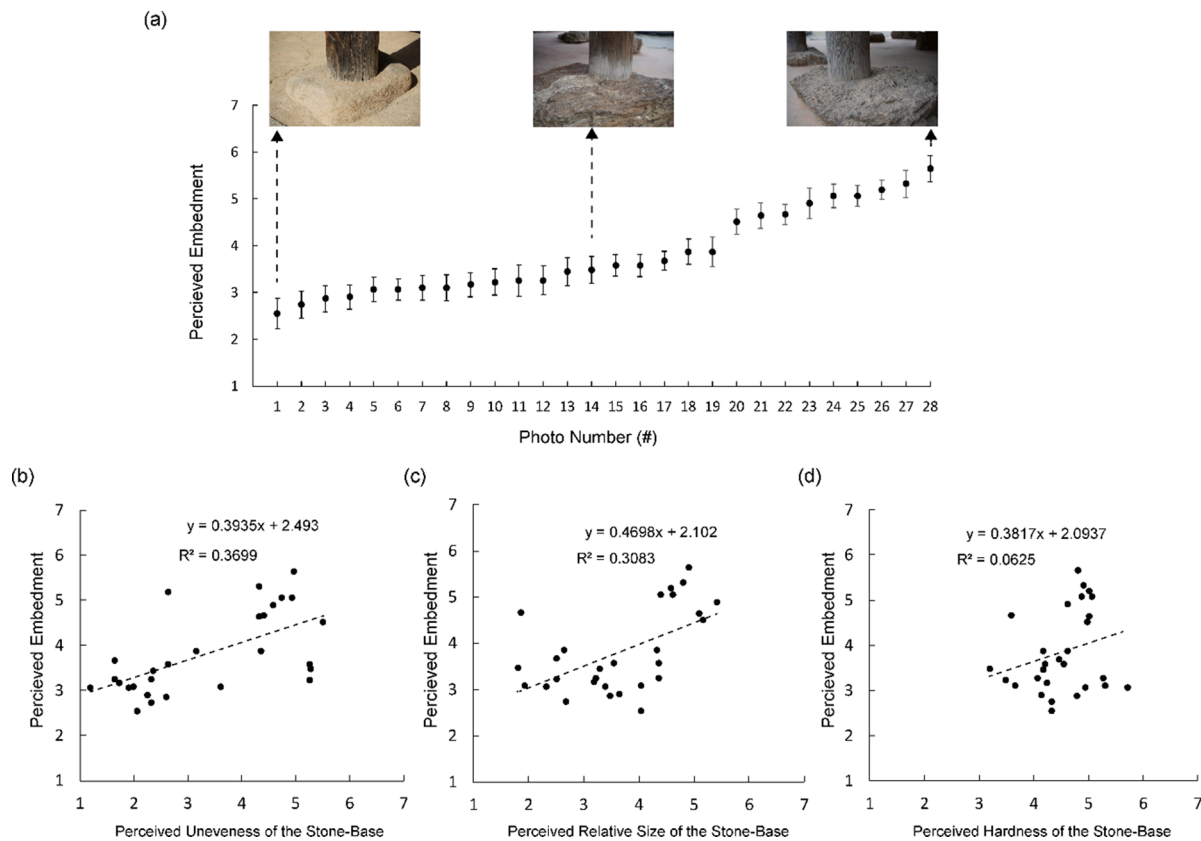 (a)
7
6
5
4
3
2
1
Percieved Embedment
1 2 3 4 5 6 7 8 9 10 11 12 13 14 15 16 17 18 19 20 21 22 23 24 25 26 27 28
Photo Number (#)
(b)
7
6
5
4
3
2
1
Percieved Embedment
y = 0.3935x + 2.493
R² = 0.3699
1 2 3 4 5 6 7
Perceived Uneveness of the Stone-Base
(c)
7
6
5
4
3
2
1
Percieved Embedment
y = 0.4698x + 2.102
R² = 0.3083
1 2 3 4 5 6 7
Perceived Relative Size of the Stone-Base
(d)
7
6
5
4
3
2
1
Percieved Embedment
y = 0.3817x + 2.0937
R² = 0.0625
1 2 3 4 5 6 7
Perceived Hardness of the Stone-Base